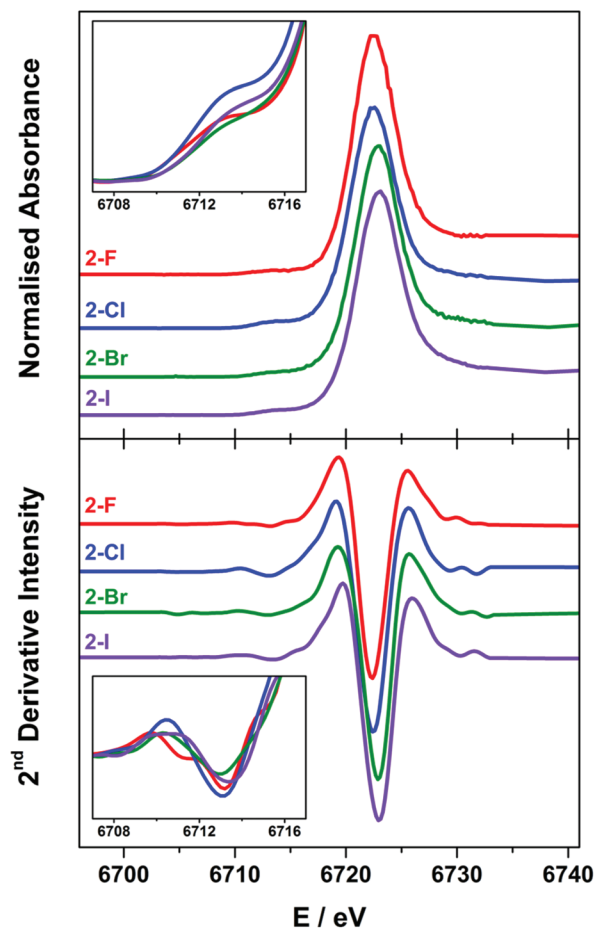 Normalised Absorbance
6708 6712 6716
2-F
2-Cl
2-Br
2-I
2nd Derivative Intensity
2-F
2-Cl
2-Br
2-I
6708 6712 6716
6700 6710 6720 6730 6740
E / eV